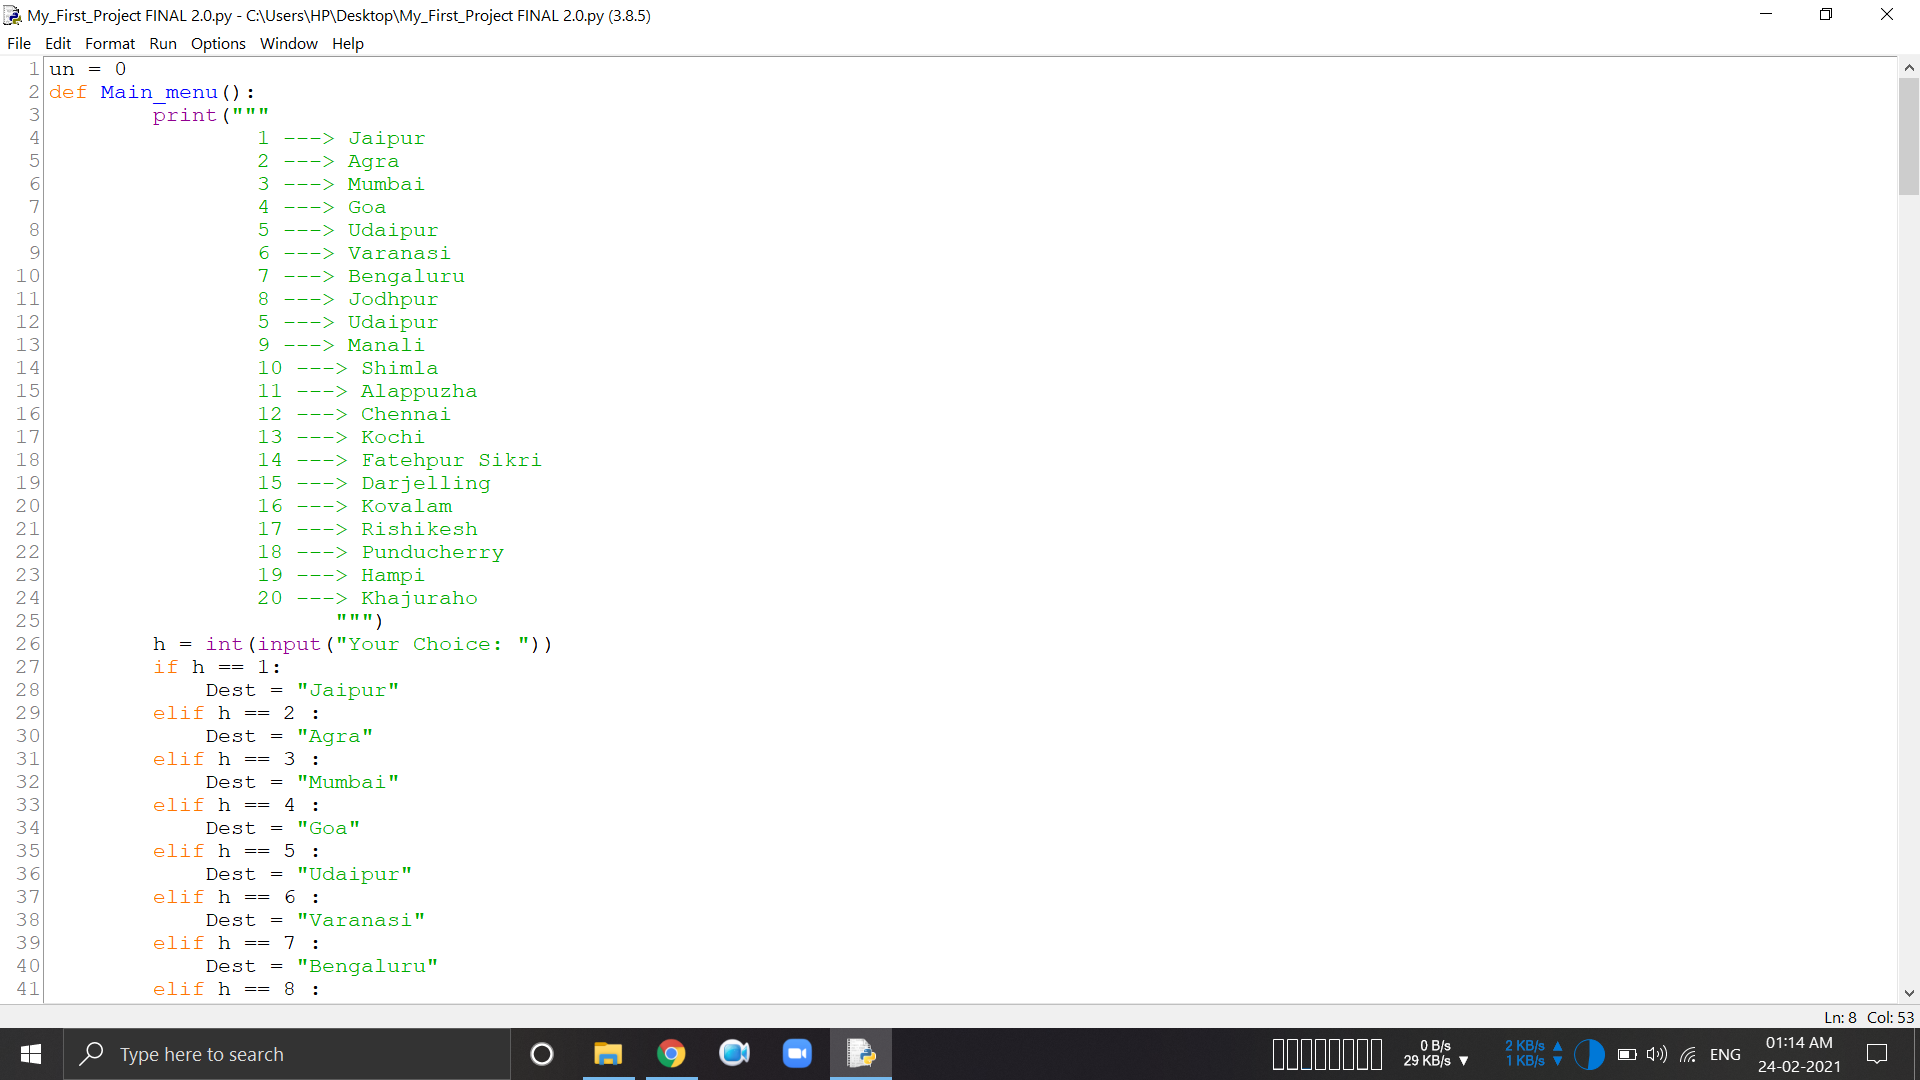 My_First_Project FINAL 2.0.py - C:\Users\HP\Desktop\My_First_Project FINAL 2.0.py (3.8.5)
File Edit Format Run Options Window Help
1 un = 0
2 def Main_menu():
3 print("""
4 1 ---> Jaipur
5 2 ---> Agra
6 3 ---> Mumbai
7 4 ---> Goa
8 5 ---> Udaipur
9 6 ---> Varanasi
10 7 ---> Bengaluru
11 8 ---> Jodhpur
12 5 ---> Udaipur
13 9 ---> Manali
14 10 ---> Shimla
15 11 ---> Alappuzha
16 12 ---> Chennai
17 13 ---> Kochi
18 14 ---> Fatehpur Sikri
19 15 ---> Darjelling
20 16 ---> Kovalam
21 17 ---> Rishikesh
22 18 ---> Punducherry
23 19 ---> Hampi
24 20 ---> Khajuraho
25 """)
26 h = int(input("Your Choice: "))
27 if h == 1:
28 Dest = "Jaipur"
29 elif h == 2 :
30 Dest = "Agra"
31 elif h == 3 :
32 Dest = "Mumbai"
33 elif h == 4 :
34 Dest = "Goa"
35 elif h == 5 :
36 Dest = "Udaipur"
37 elif h == 6 :
38 Dest = "Varanasi"
39 elif h == 7 :
40 Dest = "Bengaluru"
41 elif h == 8 :
Ln: 8 Col: 53
Type here to search
0 B/s
29 KB/s
2 KB/s
1 KB/s
ENG
01:14 AM
24-02-2021